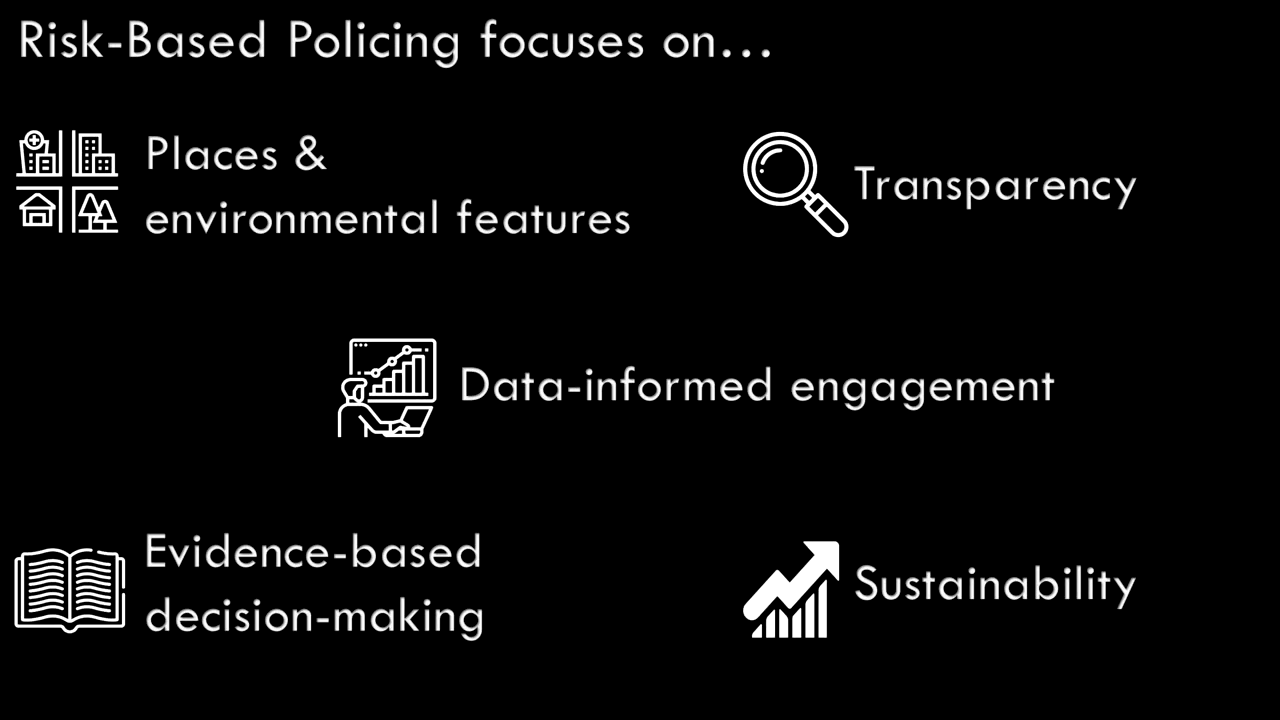 Risk-Based Policing focuses on...
Places &
environmental features
Transparency
Data-informed engagement
Evidence-based
decision-making
Sustainability